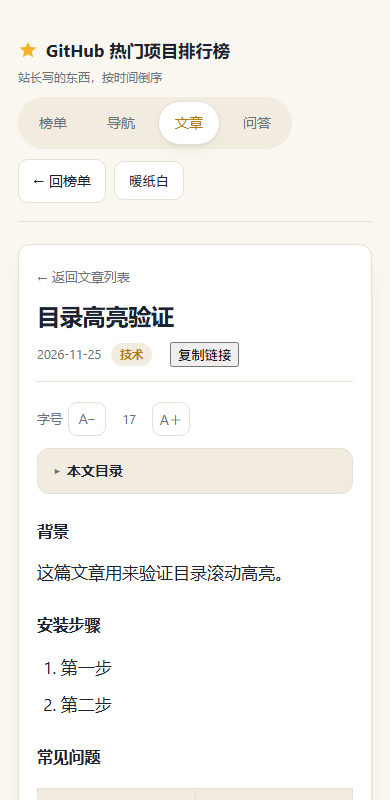 GitHub 热门项目排行榜
站长写的东西，按时间倒序
榜单 导航 文章 问答
← 回榜单 暖纸白
← 返回文章列表
目录高亮验证
2026-11-25 技术 复制链接
字号 A− 17 A＋
▸ 本文目录
背景
这篇文章用来验证目录滚动高亮。
安装步骤
1. 第一步
2. 第二步
常见问题